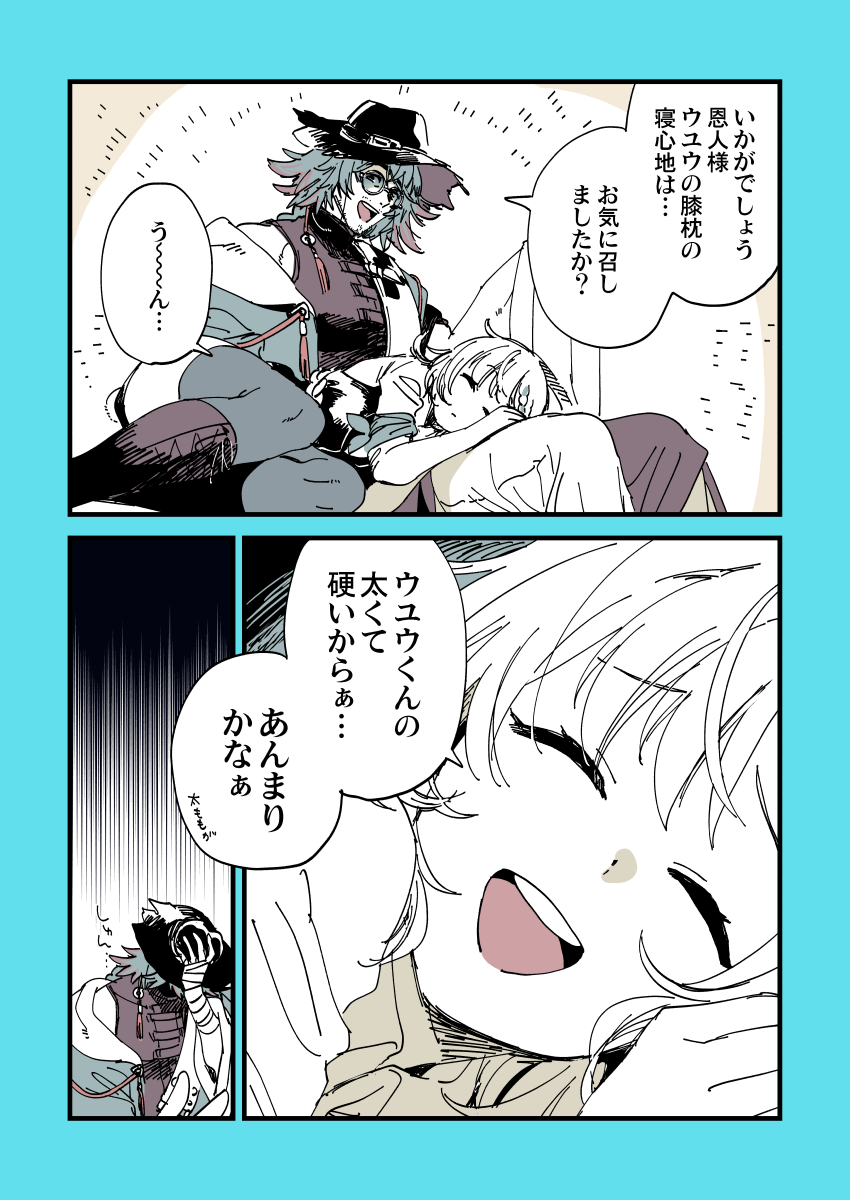 いかがでしょう
恩人様
ウユウの膝枕の
寝心地は…
お気に召し
ましたか？
う～～～ん…
ウユウくんの
太くて
硬いからぁ…
あんまり
かなぁ
太ももが
しゅん…